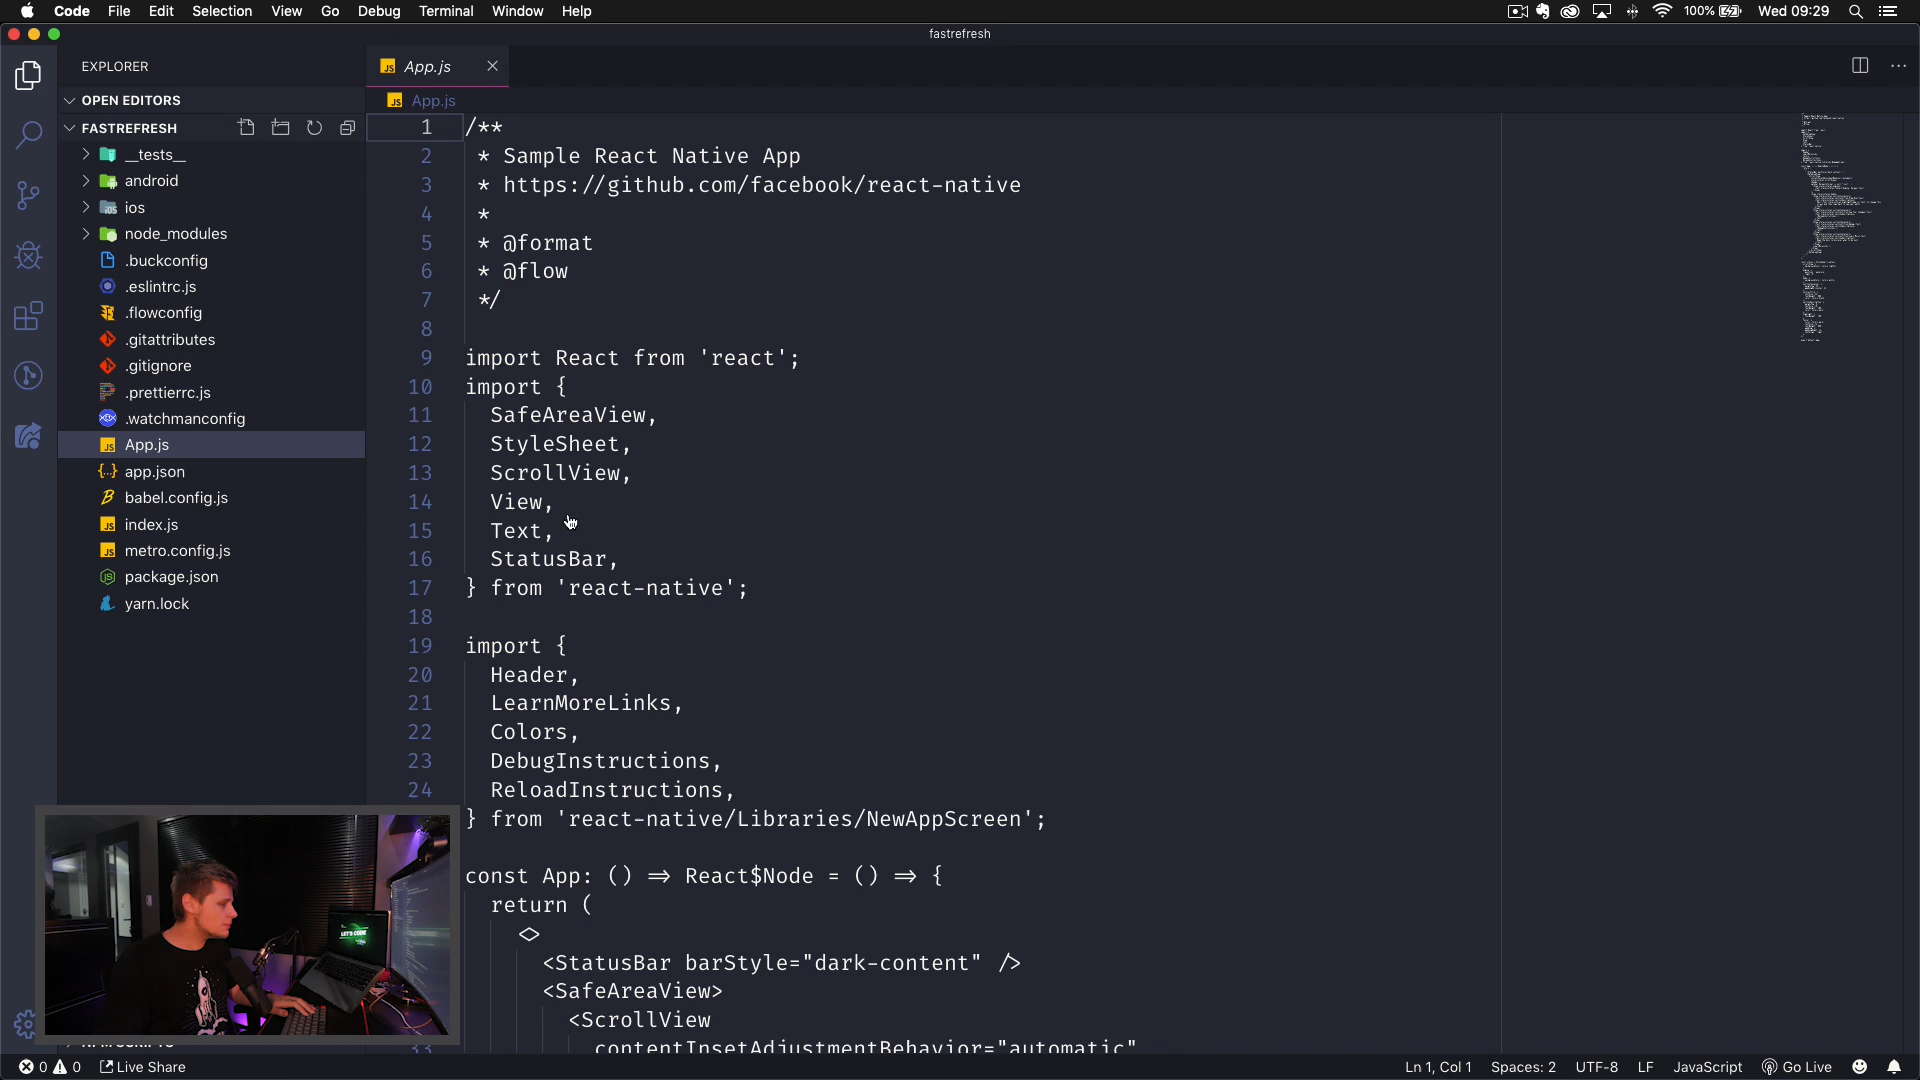 Code File Edit Selection View Go Debug Terminal Window Help 100% Wed 09:29
fastrefresh
EXPLORER
App.js
OPEN EDITORS
App.js
FASTREFRESH
__tests__
android
ios
node_modules
.buckconfig
.eslintrc.js
.flowconfig
.gitattributes
.gitignore
.prettierrc.js
.watchmanconfig
App.js
app.json
babel.config.js
index.js
metro.config.js
package.json
yarn.lock
1 /**
2 * Sample React Native App
3 * https://github.com/facebook/react-native
4 *
5 * @format
6 * @flow
7 */
8
9 import React from 'react';
10 import {
11 SafeAreaView,
12 StyleSheet,
13 ScrollView,
14 View,
15 Text,
16 StatusBar,
17 } from 'react-native';
18
19 import {
20 Header,
21 LearnMoreLinks,
22 Colors,
23 DebugInstructions,
24 ReloadInstructions,
} from 'react-native/Libraries/NewAppScreen';
const App: () => React$Node = () => {
return (
<>
<StatusBar barStyle="dark-content" />
<SafeAreaView>
<ScrollView
33 contentInsetAdjustmentBehavior="automatic"
LET'S CODE
NPM SCRIPTS
0 0 Live Share Ln 1, Col 1 Spaces: 2 UTF-8 LF JavaScript Go Live